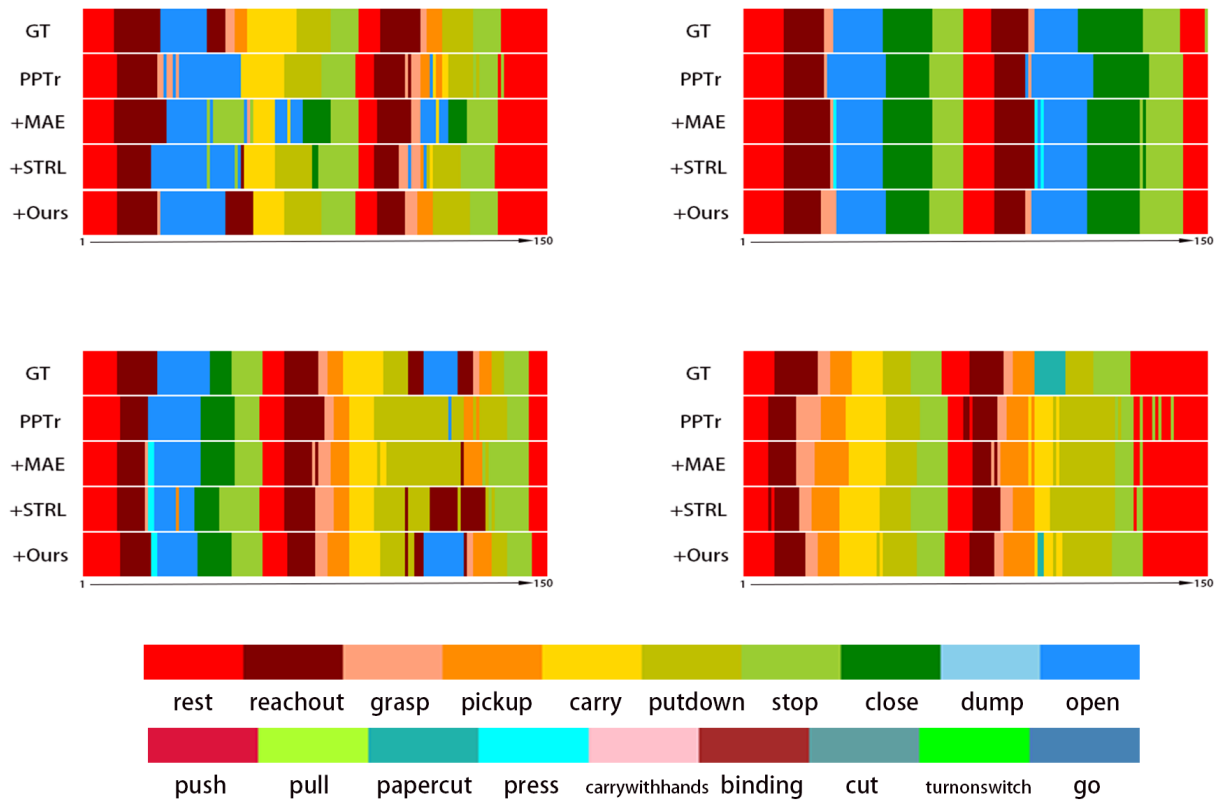 GT
PPTr
+MAE
+STRL
+Ours
1 150
GT
PPTr
+MAE
+STRL
+Ours
1 150
GT
PPTr
+MAE
+STRL
+Ours
1 150
GT
PPTr
+MAE
+STRL
+Ours
1 150
rest reachout grasp pickup carry putdown stop close dump open
push pull papercut press carrywithhands binding cut turnonswitch go